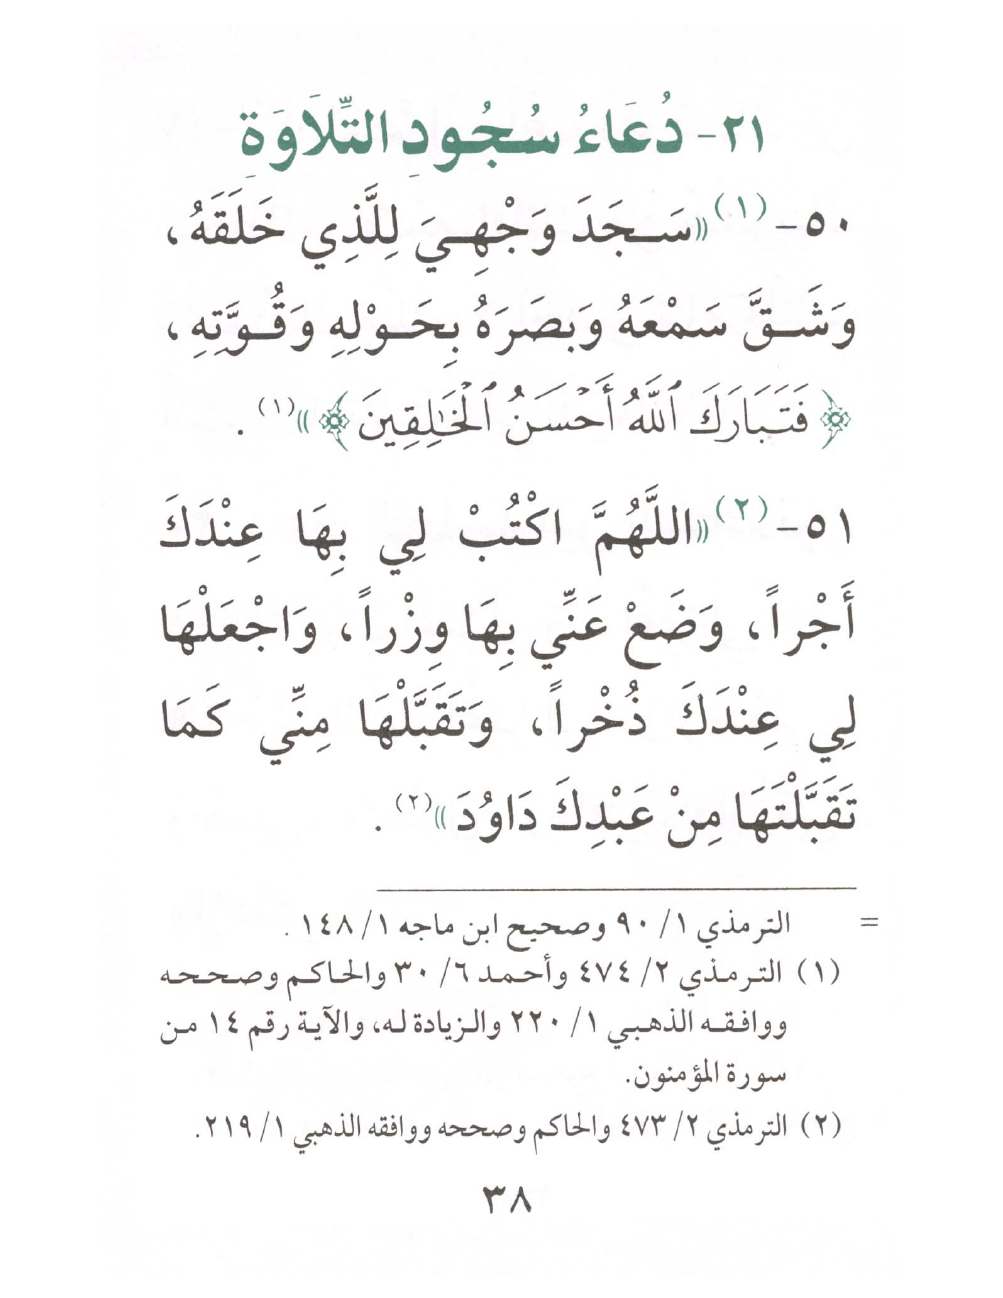 ٢١- دُعَاءُ سُجُودِ التِّلَاوَةِ
٥٠-(١)((سَجَدَ وَجْهِيَ لِلَّذِي خَلَقَهُ،
وَشَقَّ سَمْعَهُ وَبَصَرَهُ بِحَوْلِهِ وَقُوَّتِهِ،
﴿فَتَبَارَكَ ٱللَّهُ أَحْسَنُ ٱلْخَٰلِقِينَ﴾))(١).
٥١-(٢)((اللَّهُمَّ اكْتُبْ لِي بِهَا عِنْدَكَ
أَجْراً، وَضَعْ عَنِّي بِهَا وِزْراً، وَاجْعَلْهَا
لِي عِنْدَكَ ذُخْراً، وَتَقَبَّلْهَا مِنِّي كَمَا
تَقَبَّلْتَهَا مِنْ عَبْدِكَ دَاوُدَ))(٢).
= الترمذي ١/ ٩٠ وصحيح ابن ماجه ١/ ١٤٨.
(١) الترمذي ٢/ ٤٧٤ وأحمد ٦/ ٣٠ والحاكم وصححه
ووافقه الذهبي ١/ ٢٢٠ والزيادة له، والآية رقم ١٤ من
سورة المؤمنون.
(٢) الترمذي ٢/ ٤٧٣ والحاكم وصححه ووافقه الذهبي ١/ ٢١٩.
٣٨